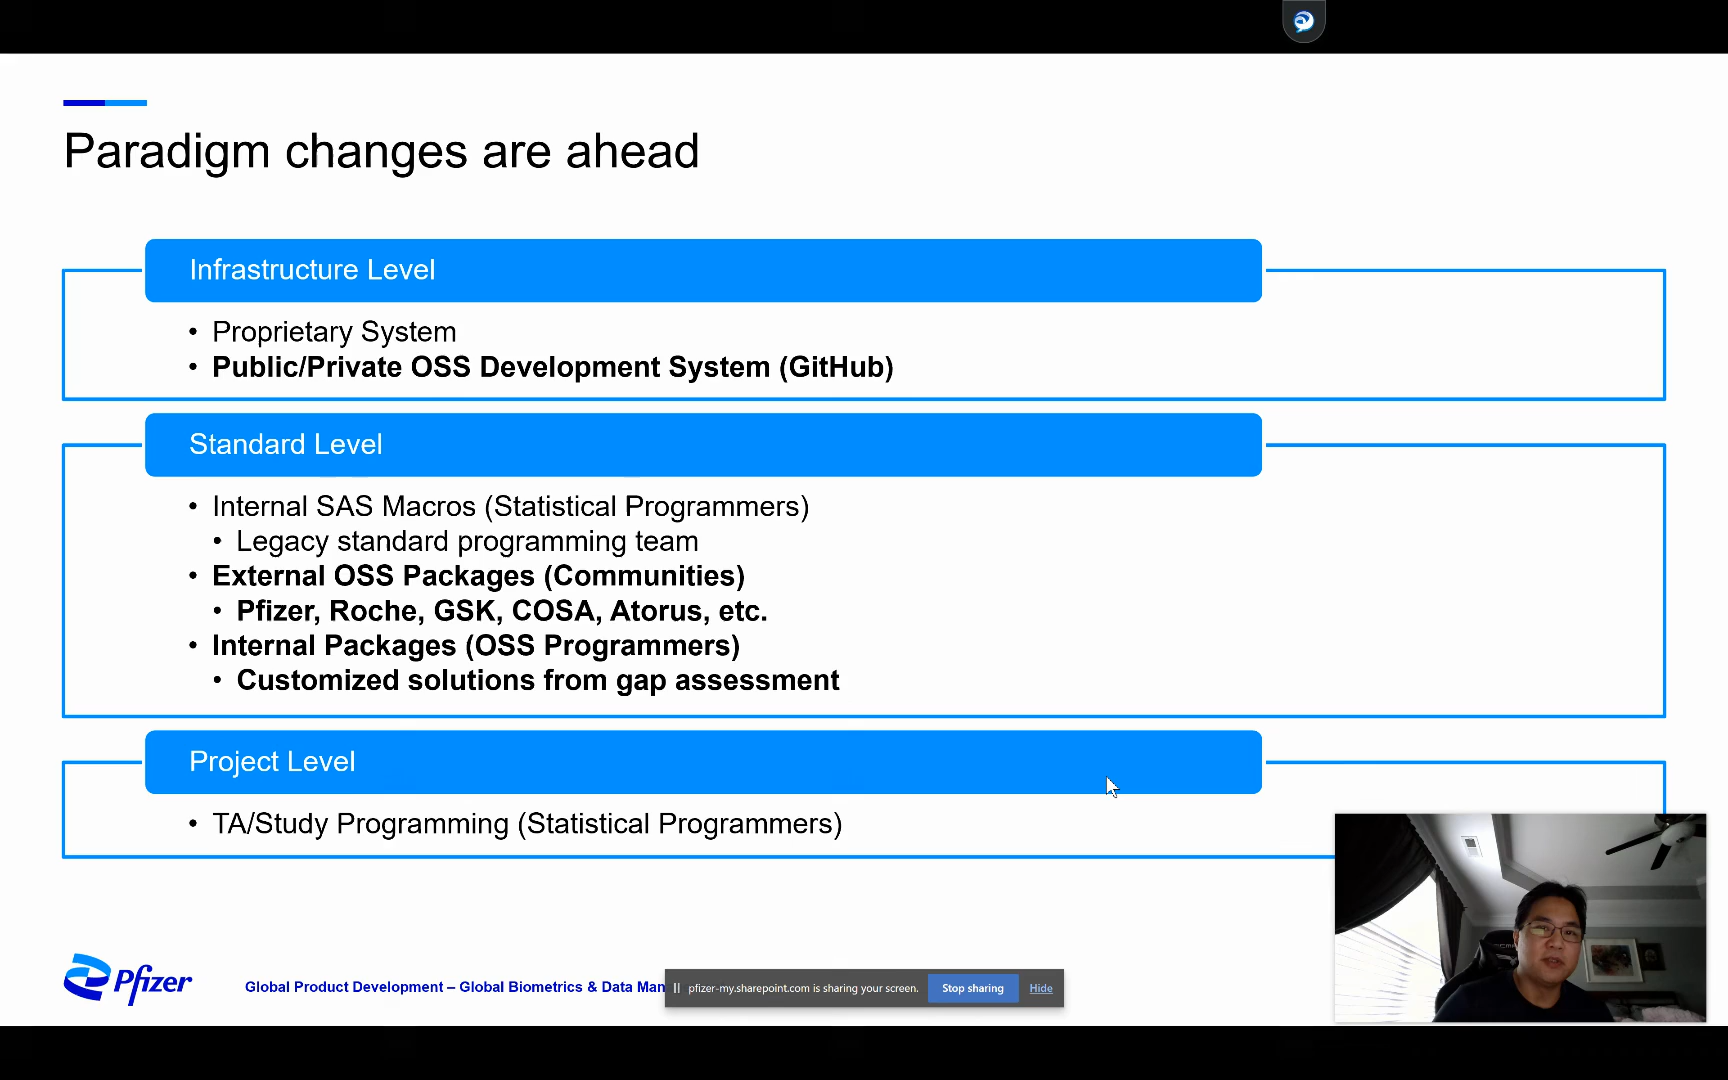 Paradigm changes are ahead
Infrastructure Level
• Proprietary System
• Public/Private OSS Development System (GitHub)
Standard Level
• Internal SAS Macros (Statistical Programmers)
• Legacy standard programming team
• External OSS Packages (Communities)
• Pfizer, Roche, GSK, COSA, Atorus, etc.
• Internal Packages (OSS Programmers)
• Customized solutions from gap assessment
Project Level
• TA/Study Programming (Statistical Programmers)
Pfizer
Global Product Development – Global Biometrics & Data Man
pfizer-my.sharepoint.com is sharing your screen.
Stop sharing
Hide